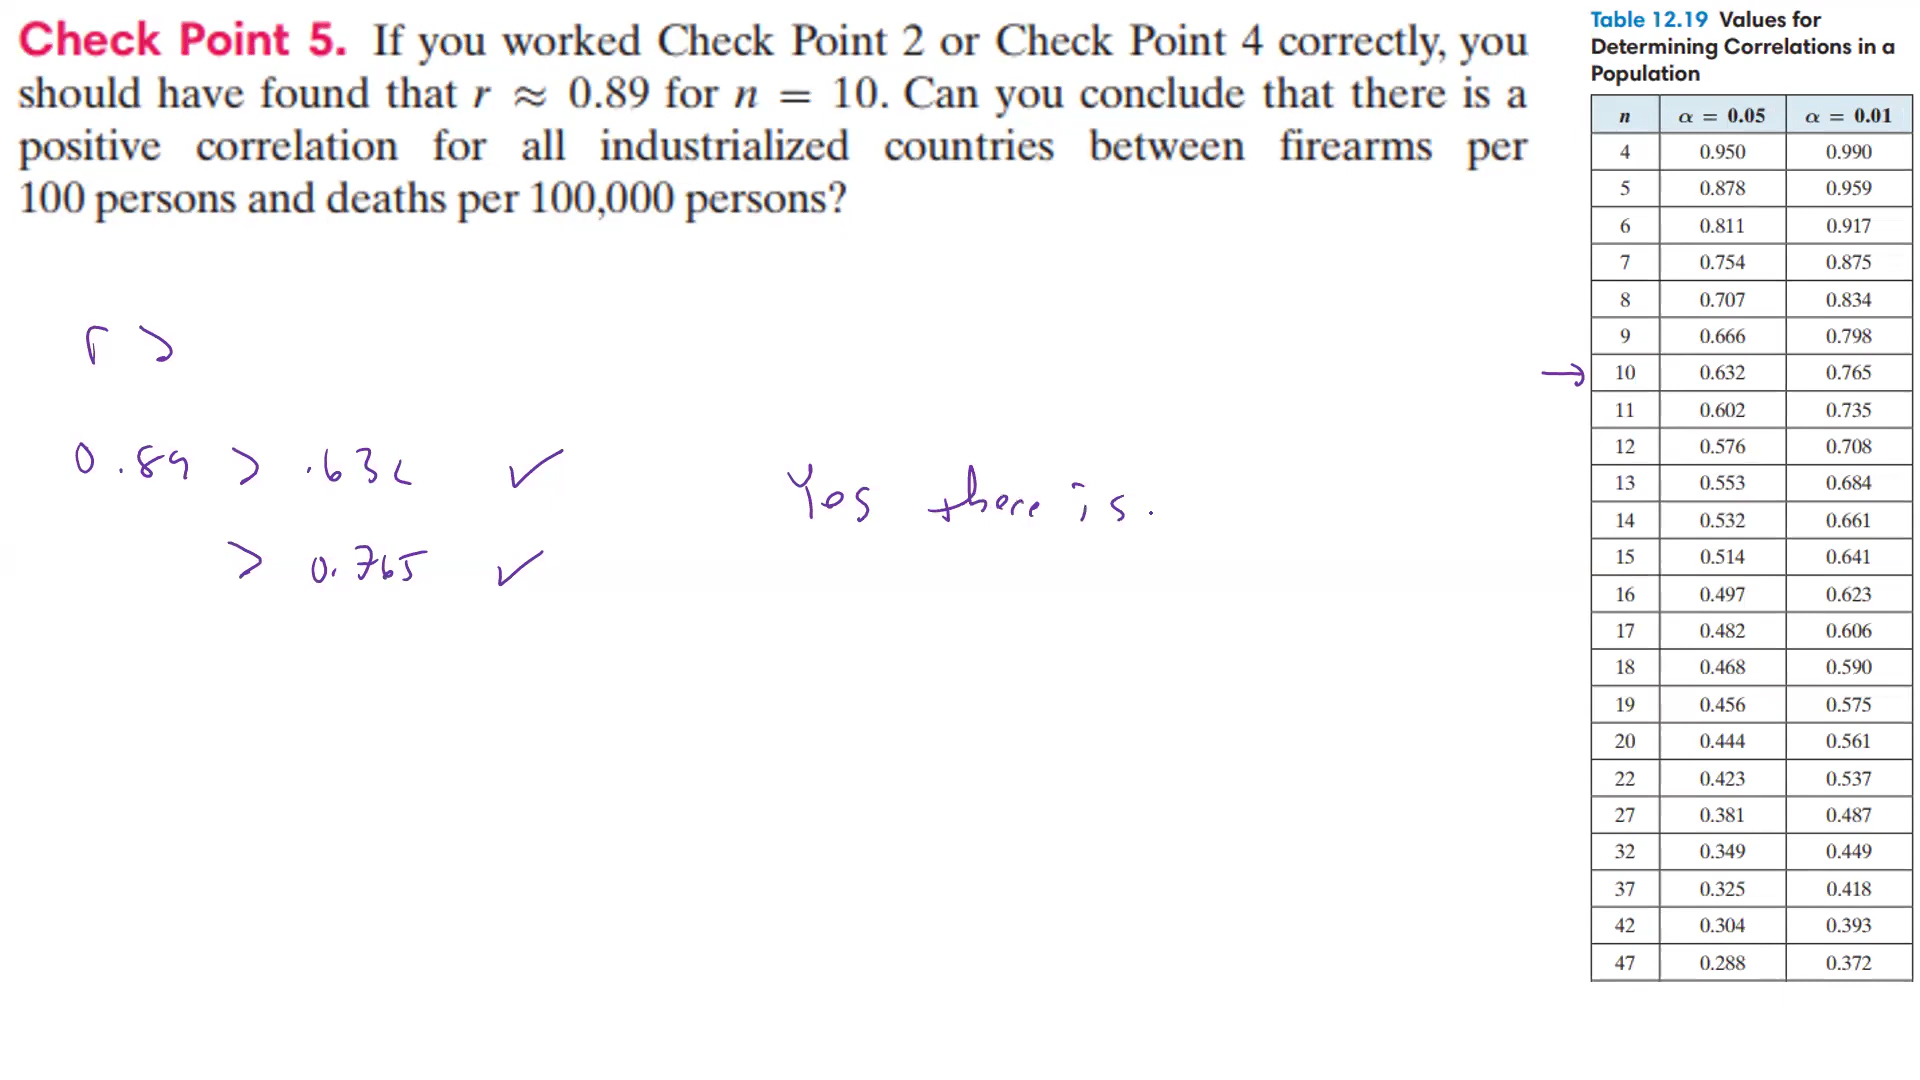 Check Point 5. If you worked Check Point 2 or Check Point 4 correctly, you
should have found that r ≈ 0.89 for n = 10. Can you conclude that there is a
positive correlation for all industrialized countries between firearms per
100 persons and deaths per 100,000 persons?
r >
0.89 > .632 ✓
> 0.765 ✓
Yes there is.
Table 12.19 Values for
Determining Correlations in a
Population
n α = 0.05 α = 0.01
4 0.950 0.990
5 0.878 0.959
6 0.811 0.917
7 0.754 0.875
8 0.707 0.834
9 0.666 0.798
→ 10 0.632 0.765
11 0.602 0.735
12 0.576 0.708
13 0.553 0.684
14 0.532 0.661
15 0.514 0.641
16 0.497 0.623
17 0.482 0.606
18 0.468 0.590
19 0.456 0.575
20 0.444 0.561
22 0.423 0.537
27 0.381 0.487
32 0.349 0.449
37 0.325 0.418
42 0.304 0.393
47 0.288 0.372